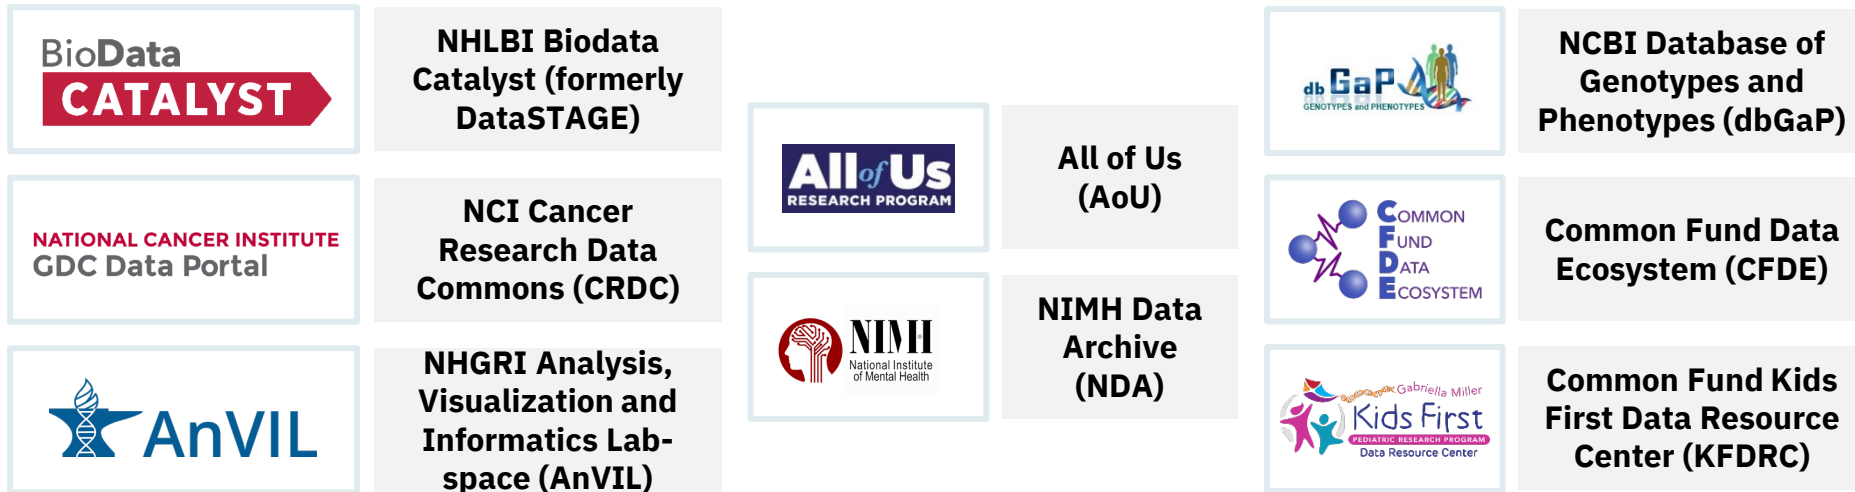 BioData
CATALYST
NHLBI Biodata
Catalyst (formerly
DataSTAGE)
NATIONAL CANCER INSTITUTE
GDC Data Portal
NCI Cancer
Research Data
Commons (CRDC)
AnVIL
NHGRI Analysis,
Visualization and
Informatics Lab-
space (AnVIL)
All of Us
RESEARCH PROGRAM
All of Us
(AoU)
NIMH
National Institute
of Mental Health
NIMH Data
Archive
(NDA)
db GaP
GENOTYPES and PHENOTYPES
NCBI Database of
Genotypes and
Phenotypes (dbGaP)
COMMON
FUND
DATA
ECOSYSTEM
Common Fund Data
Ecosystem (CFDE)
Gabriella Miller
Kids First
PEDIATRIC RESEARCH PROGRAM
Data Resource Center
Common Fund Kids
First Data Resource
Center (KFDRC)